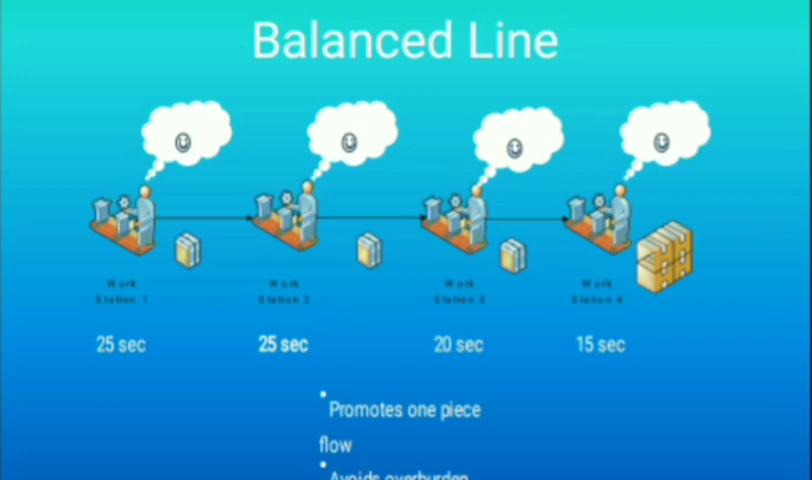 Balanced Line
Work Station 1
Work Station 2
Work Station 3
Work Station 4
25 sec
25 sec
20 sec
15 sec
• Promotes one piece
flow
• Avoids overburden